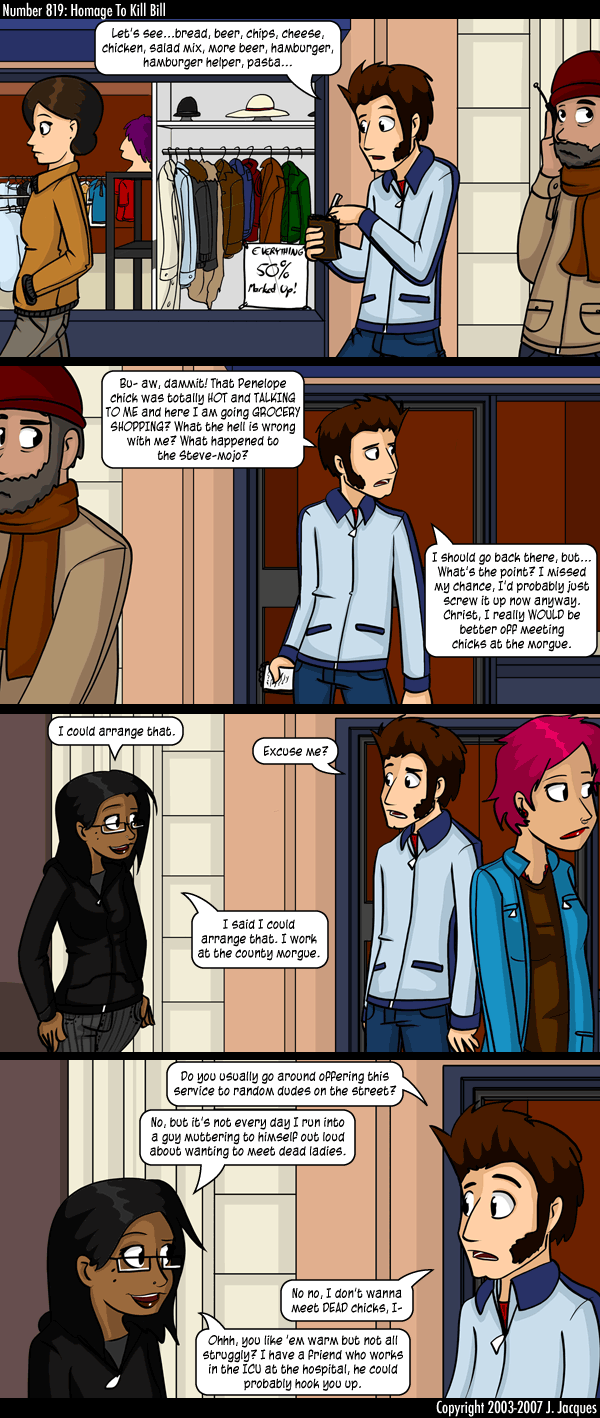 Number 819: Homage To Kill Bill
Let's see...bread, beer, chips, cheese,
chicken, salad mix, more beer, hamburger,
hamburger helper, pasta...
EVERYTHING
50%
Marked Up!
Bu- aw, dammit! That Penelope
chick was totally HOT and TALKING
TO ME and here I am going GROCERY
SHOPPING? What the hell is wrong
with me? What happened to
the Steve-mojo?
I should go back there, but...
What's the point? I missed
my chance, I'd probably just
screw it up now anyway.
Christ, I really WOULD be
better off meeting
chicks at the morgue.
I could arrange that.
Excuse me?
I said I could
arrange that. I work
at the county morgue.
Do you usually go around offering this
service to random dudes on the street?
No, but it's not every day I run into
a guy muttering to himself out loud
about wanting to meet dead ladies.
No no, I don't wanna
meet DEAD chicks, I-
Ohhh, you like 'em warm but not all
struggly? I have a friend who works
in the ICU at the hospital, he could
probably hook you up.
Copyright 2003-2007 J. Jacques